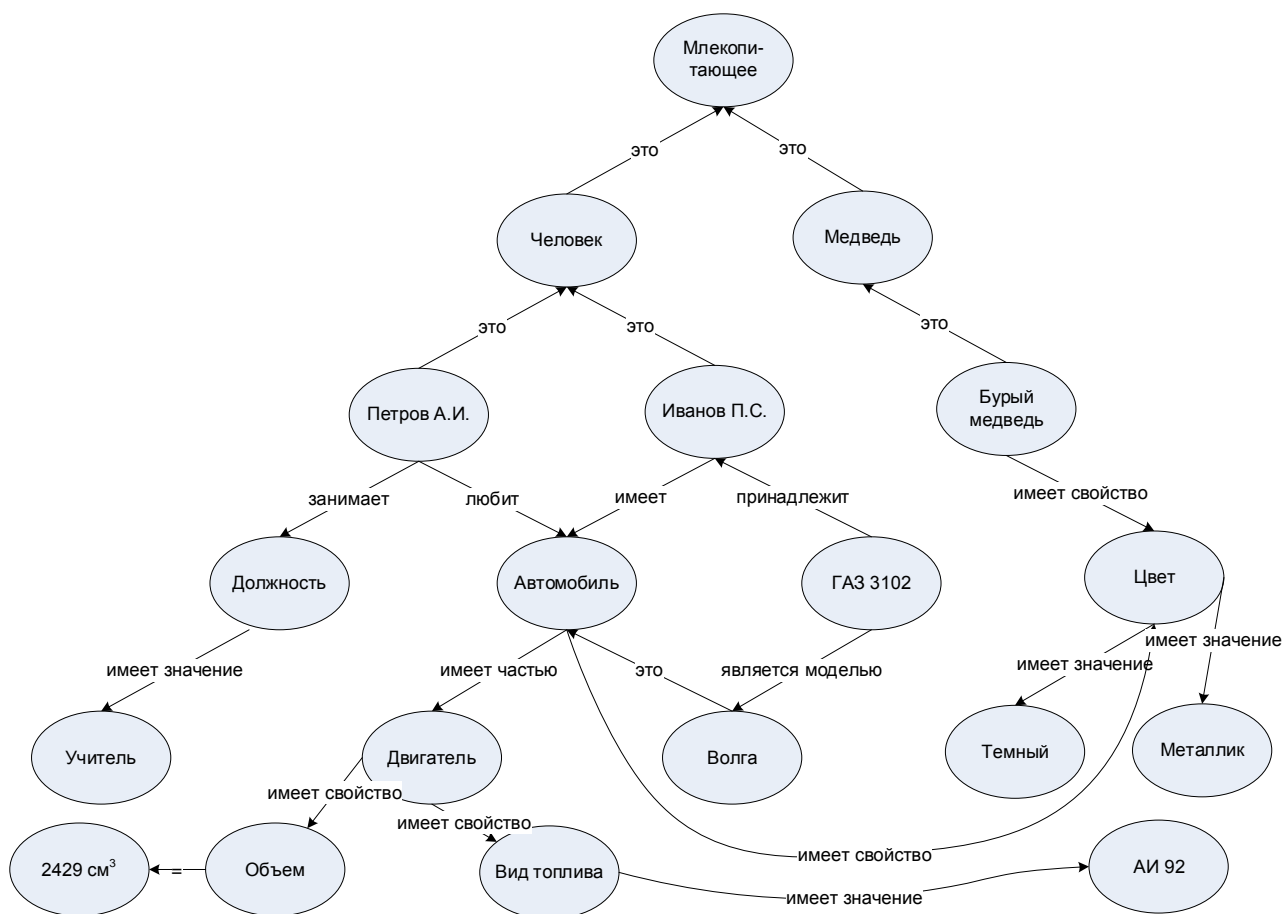 Млекопи-
тающее
это
это
Человек
Медведь
это
это
это
Петров А.И.
Иванов П.С.
Бурый
медведь
занимает
любит
имеет
принадлежит
имеет свойство
Должность
Автомобиль
ГАЗ 3102
Цвет
имеет значение
имеет частью
это
является моделью
имеет значение
имеет значение
Учитель
Двигатель
Волга
Темный
Металлик
имеет свойство
имеет свойство
имеет свойство
2429 см³
=
Объем
Вид топлива
имеет значение
АИ 92